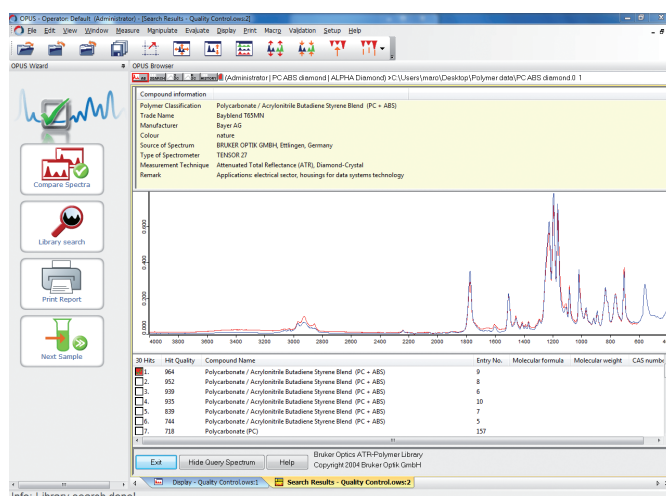 OPUS - Operator: Default (Administrator) - [Search Results - Quality Control.ows:2]
File Edit View Window Measure Manipulate Evaluate Display Print Macro Validation Setup Help
OPUS Wizard
OPUS Browser
(Administrator | PC ABS diamond | ALPHA Diamond) > C:\Users\maro\Desktop\Polymer data\PC ABS diamond.0 1
Compound information
Polymer Classification Polycarbonate / Acrylonitrile Butadiene Styrene Blend (PC + ABS)
Trade Name Bayblend T65MN
Manufacturer Bayer AG
Colour nature
Source of Spectrum BRUKER OPTIK GMBH, Ettlingen, Germany
Type of Spectrometer TENSOR 27
Measurement Technique Attenuated Total Reflectance (ATR), Diamond-Crystal
Remark Applications: electrical sector, housings for data systems technology
Compare Spectra
Library search
Print Report
Next Sample
0.600
0.400
0.200
0.000
4000 3800 3600 3400 3200 3000 2800 2600 2400 2200 2000 1800 1600 1400 1200 1000 800 600
30 Hits Hit Quality Compound Name Entry No. Molecular formula Molecular weight CAS numbe
1. 964 Polycarbonate / Acrylonitrile Butadiene Styrene Blend (PC + ABS) 9
2. 952 Polycarbonate / Acrylonitrile Butadiene Styrene Blend (PC + ABS) 8
3. 939 Polycarbonate / Acrylonitrile Butadiene Styrene Blend (PC + ABS) 6
4. 935 Polycarbonate / Acrylonitrile Butadiene Styrene Blend (PC + ABS) 10
5. 839 Polycarbonate / Acrylonitrile Butadiene Styrene Blend (PC + ABS) 7
6. 744 Polycarbonate / Acrylonitrile Butadiene Styrene Blend (PC + ABS) 5
7. 718 Polycarbonate (PC) 157
Exit Hide Query Spectrum Help
Bruker Optics ATR-Polymer Library
Copyright 2004 Bruker Optik GmbH
Display - Quality Control.ows:1 Search Results - Quality Control.ows:2
Info: Library search done!